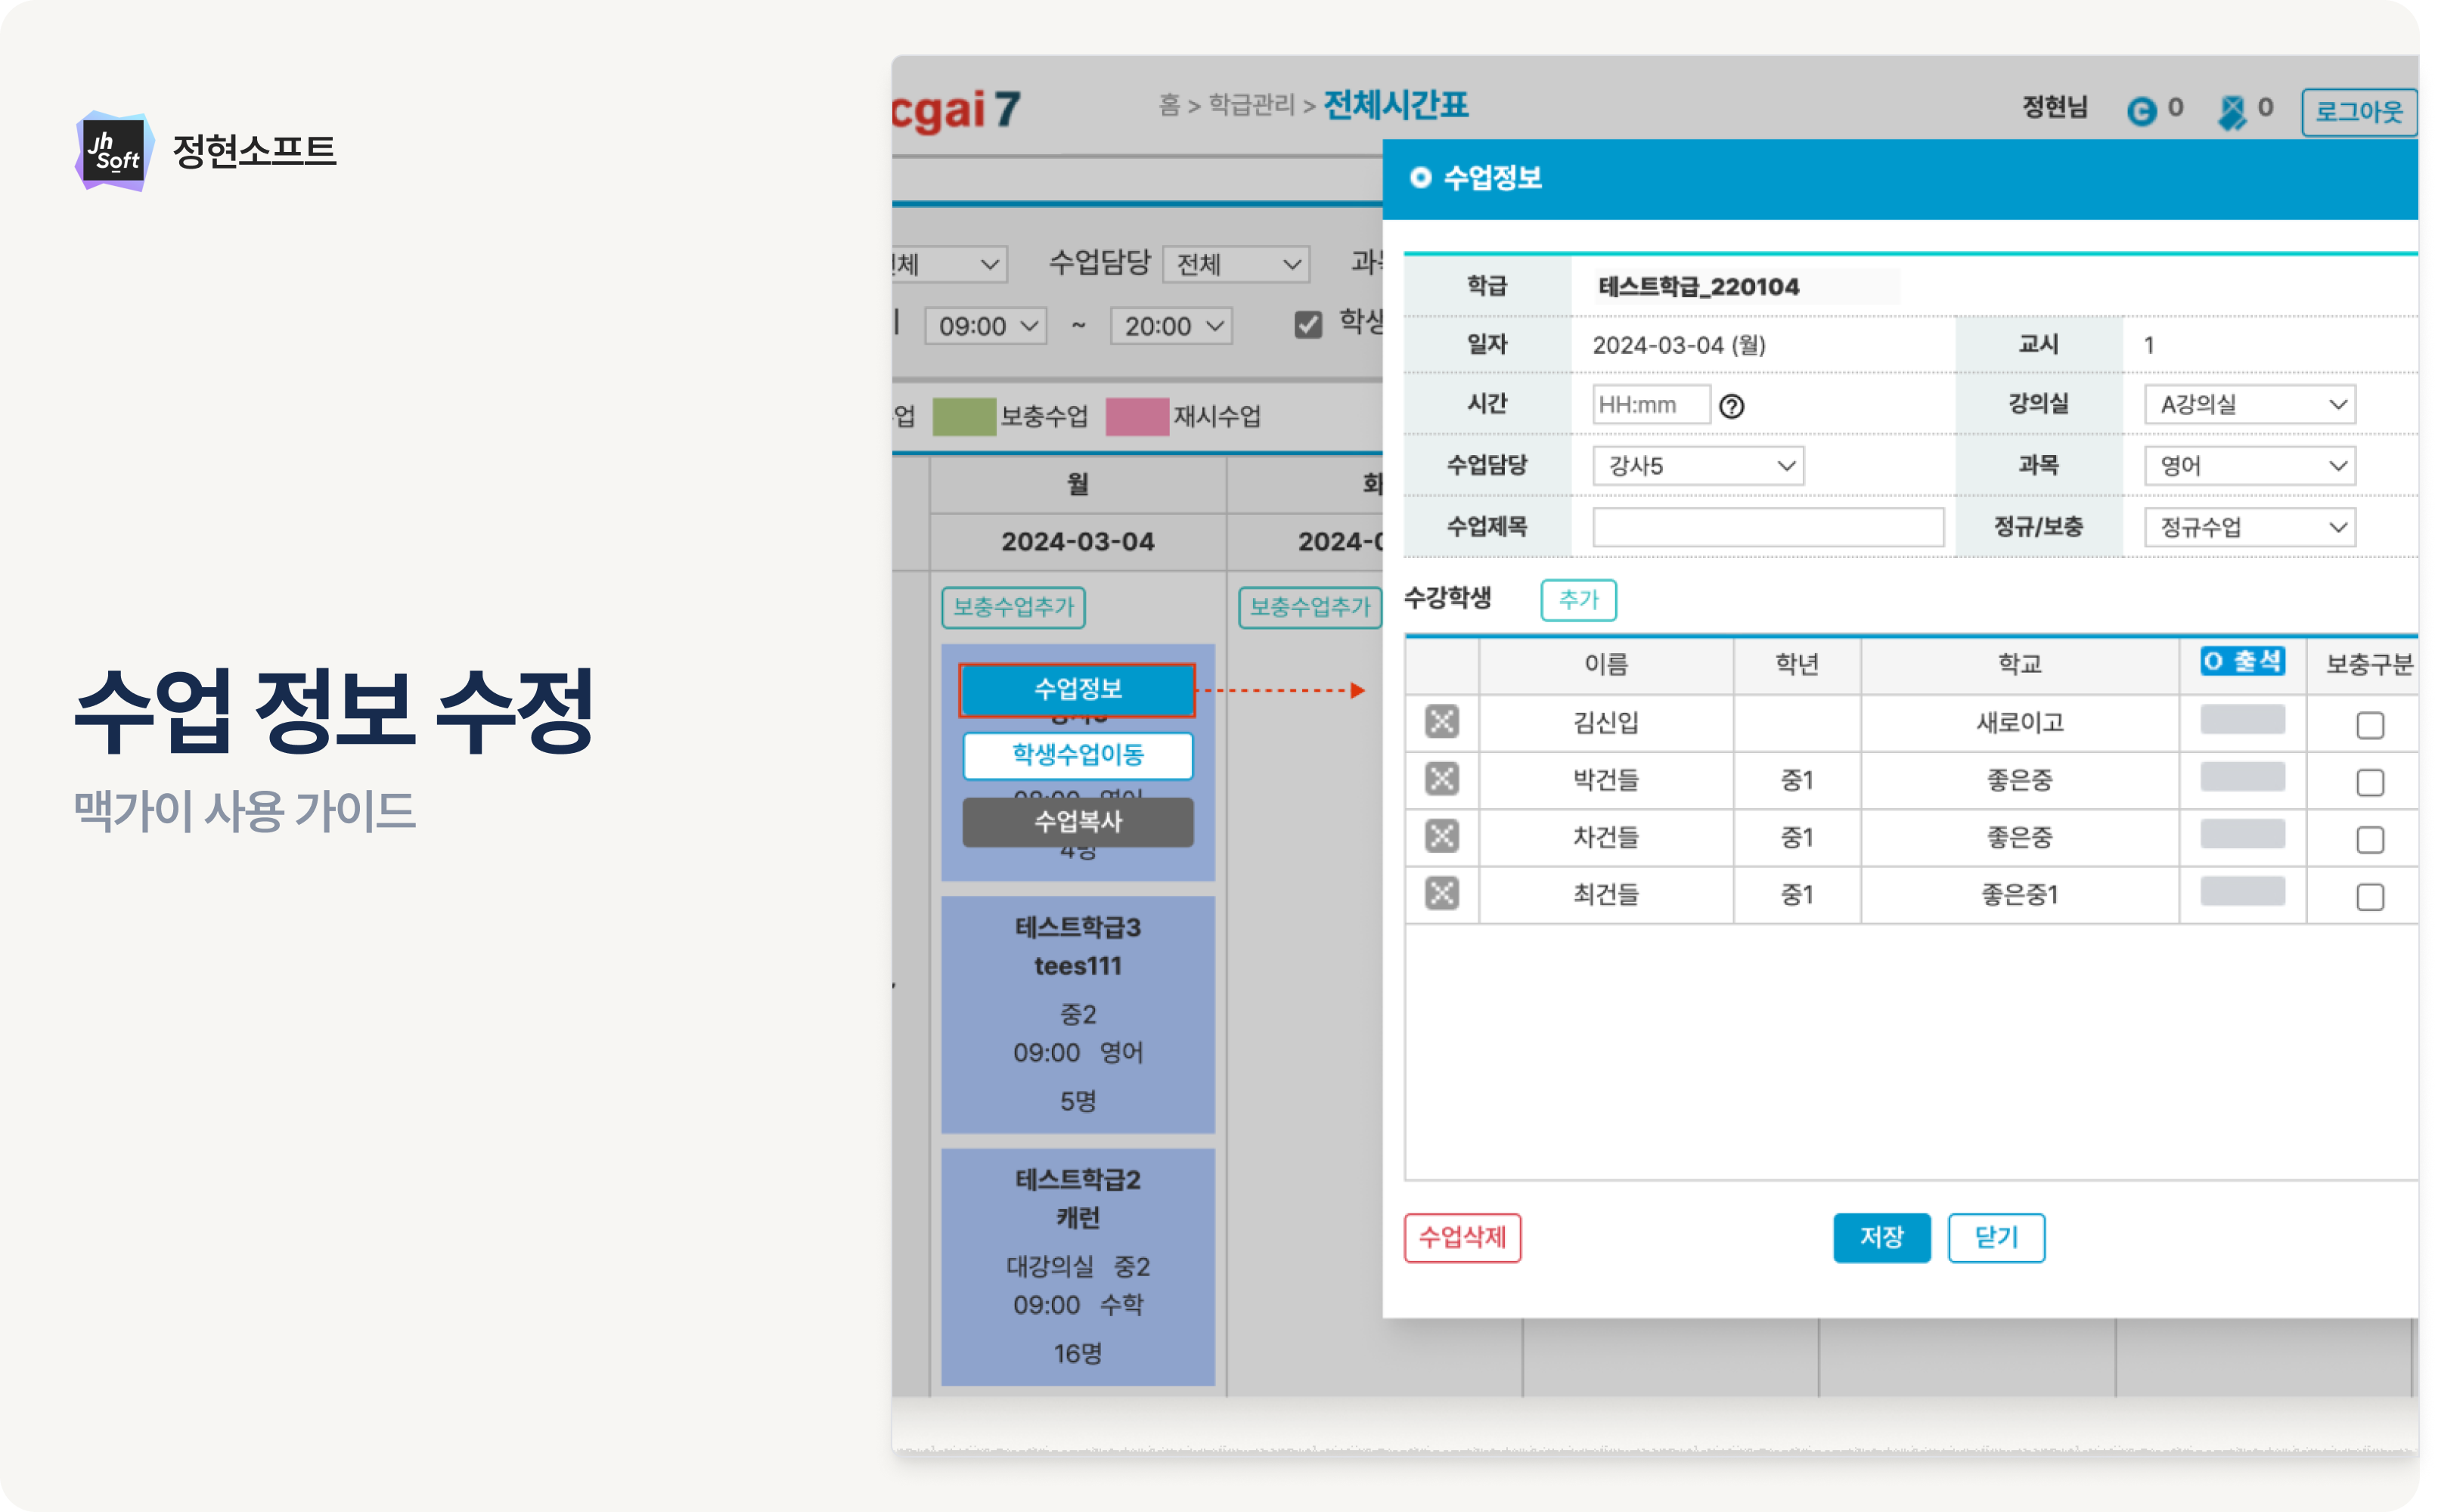 jh
Soft
정현소프트
수업 정보 수정
맥가이 사용 가이드
cgai 7
홈 > 학급관리 > 전체시간표
정현님 0 0 로그아웃
체 수업담당 전체
09:00 ~ 20:00 학생
업 보충수업 재시수업
월
2024-03-04 2024-0
보충수업추가 보충수업추가
수업정보
학생수업이동
수업복사
4명
테스트학급3
tees111
중2
09:00 영어
5명
테스트학급2
캐런
대강의실 중2
09:00 수학
16명
수업정보
학급 테스트학급_220104
일자 2024-03-04 (월) 교시 1
시간 HH:mm ? 강의실 A강의실
수업담당 강사5 과목 영어
수업제목 정규/보충 정규수업
수강학생 추가
이름 학년 학교 O 출석 보충구분
김신입 새로이고
박건들 중1 좋은중
차건들 중1 좋은중
최건들 중1 좋은중1
수업삭제 저장 닫기